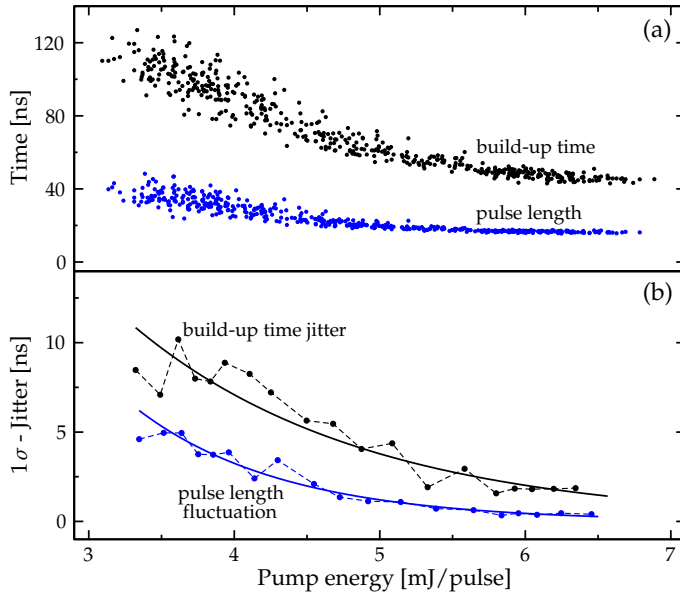 (a)
120
80
40
0
Time [ns]
build-up time
pulse length
(b)
10
5
0
1σ - Jitter [ns]
build-up time jitter
pulse length
fluctuation
3 4 5 6 7
Pump energy [mJ/pulse]